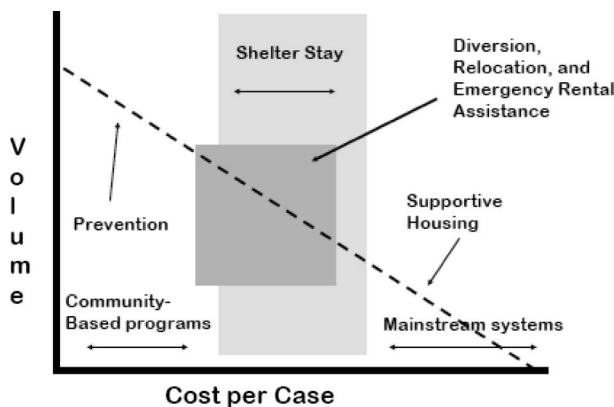 Volume
Shelter Stay
Diversion,
Relocation, and
Emergency Rental
Assistance
Prevention
Supportive
Housing
Community-
Based programs
Mainstream systems
Cost per Case